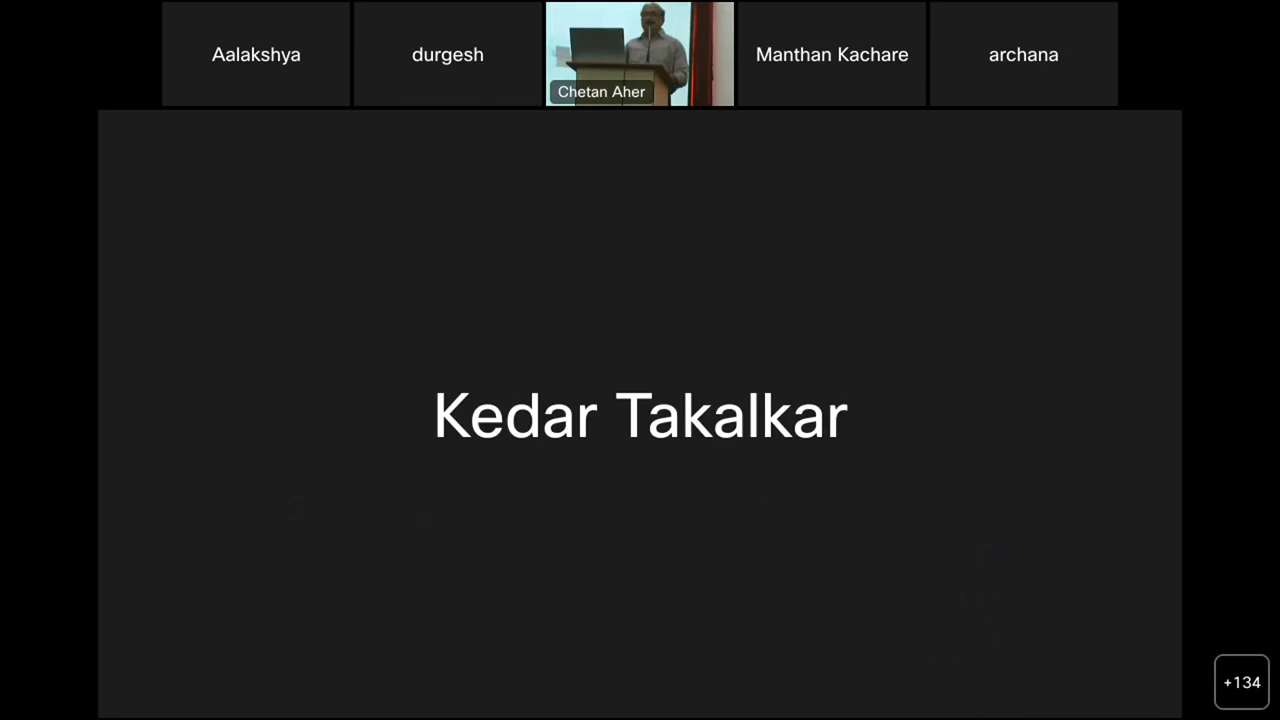 Aalakshya
durgesh
Chetan Aher
Manthan Kachare
archana
Kedar Takalkar
+134